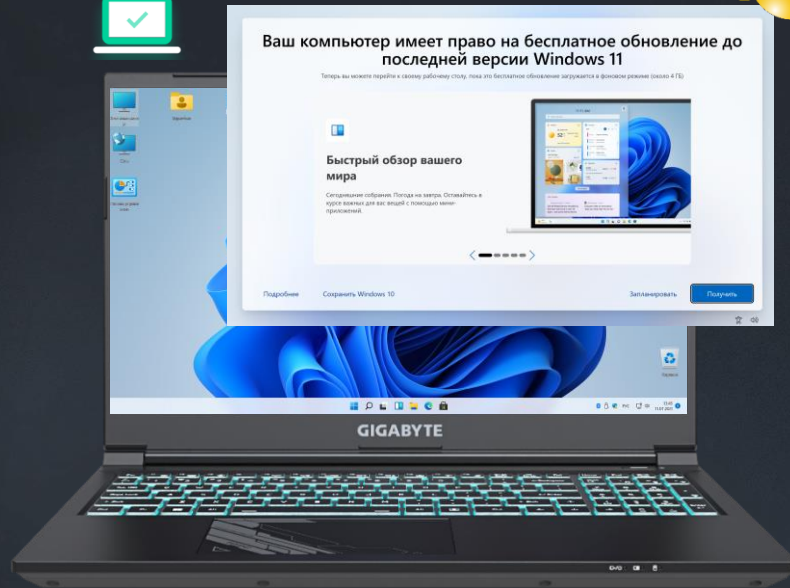 Ваш компьютер имеет право на бесплатное обновление до
последней версии Windows 11
Теперь вы можете перейти к своему рабочему столу, пока это бесплатное обновление загружается в фоновом режиме (около 4 ГБ)
Быстрый обзор вашего
мира
Сегодняшние собрания. Погода на завтра. Оставайтесь в
курсе важных для вас вещей с помощью мини-
приложений.
Подробнее
Сохранить Windows 10
Запланировать
Получить
РУС
GIGABYTE